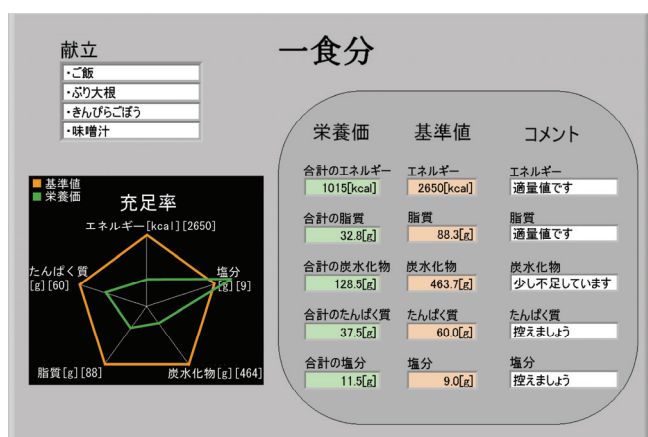 一食分
献立
・ご飯
・ぶり大根
・きんぴらごぼう
・味噌汁
基準値
栄養価
充足率
エネルギー[kcal][2650]
たんぱく質
[g][60]
塩分
[g][9]
脂質[g][88]
炭水化物[g][464]
栄養価 基準値 コメント
合計のエネルギー エネルギー エネルギー
1015[kcal] 2650[kcal] 適量値です
合計の脂質 脂質 脂質
32.8[g] 88.3[g] 適量値です
合計の炭水化物 炭水化物 炭水化物
128.5[g] 463.7[g] 少し不足しています
合計のたんぱく質 たんぱく質 たんぱく質
37.5[g] 60.0[g] 控えましょう
合計の塩分 塩分 塩分
11.5[g] 9.0[g] 控えましょう